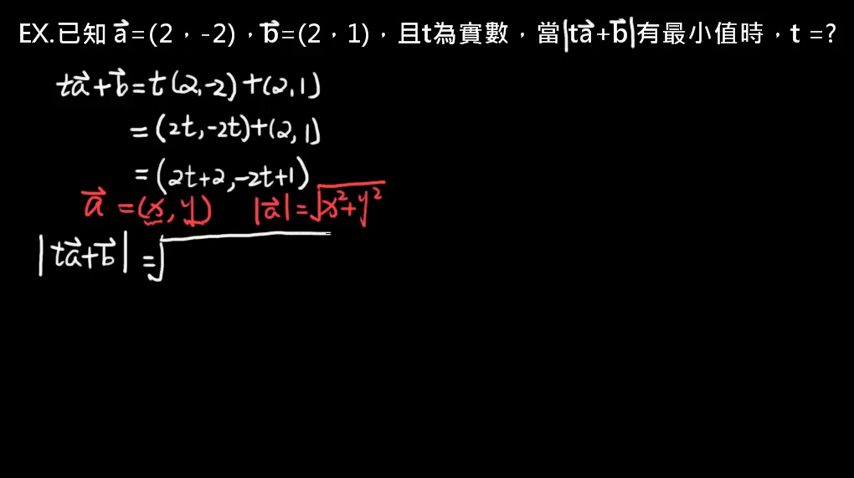 EX.已知 a⃗=(2，-2)，b⃗=(2，1)，且t為實數，當|ta⃗+b⃗|有最小值時，t =?
ta⃗+b⃗=t(2,-2)+(2,1)
=(2t,-2t)+(2,1)
=(2t+2,-2t+1)
a⃗=(x,y) |a⃗|=√x²+y²
|ta⃗+b⃗|=√